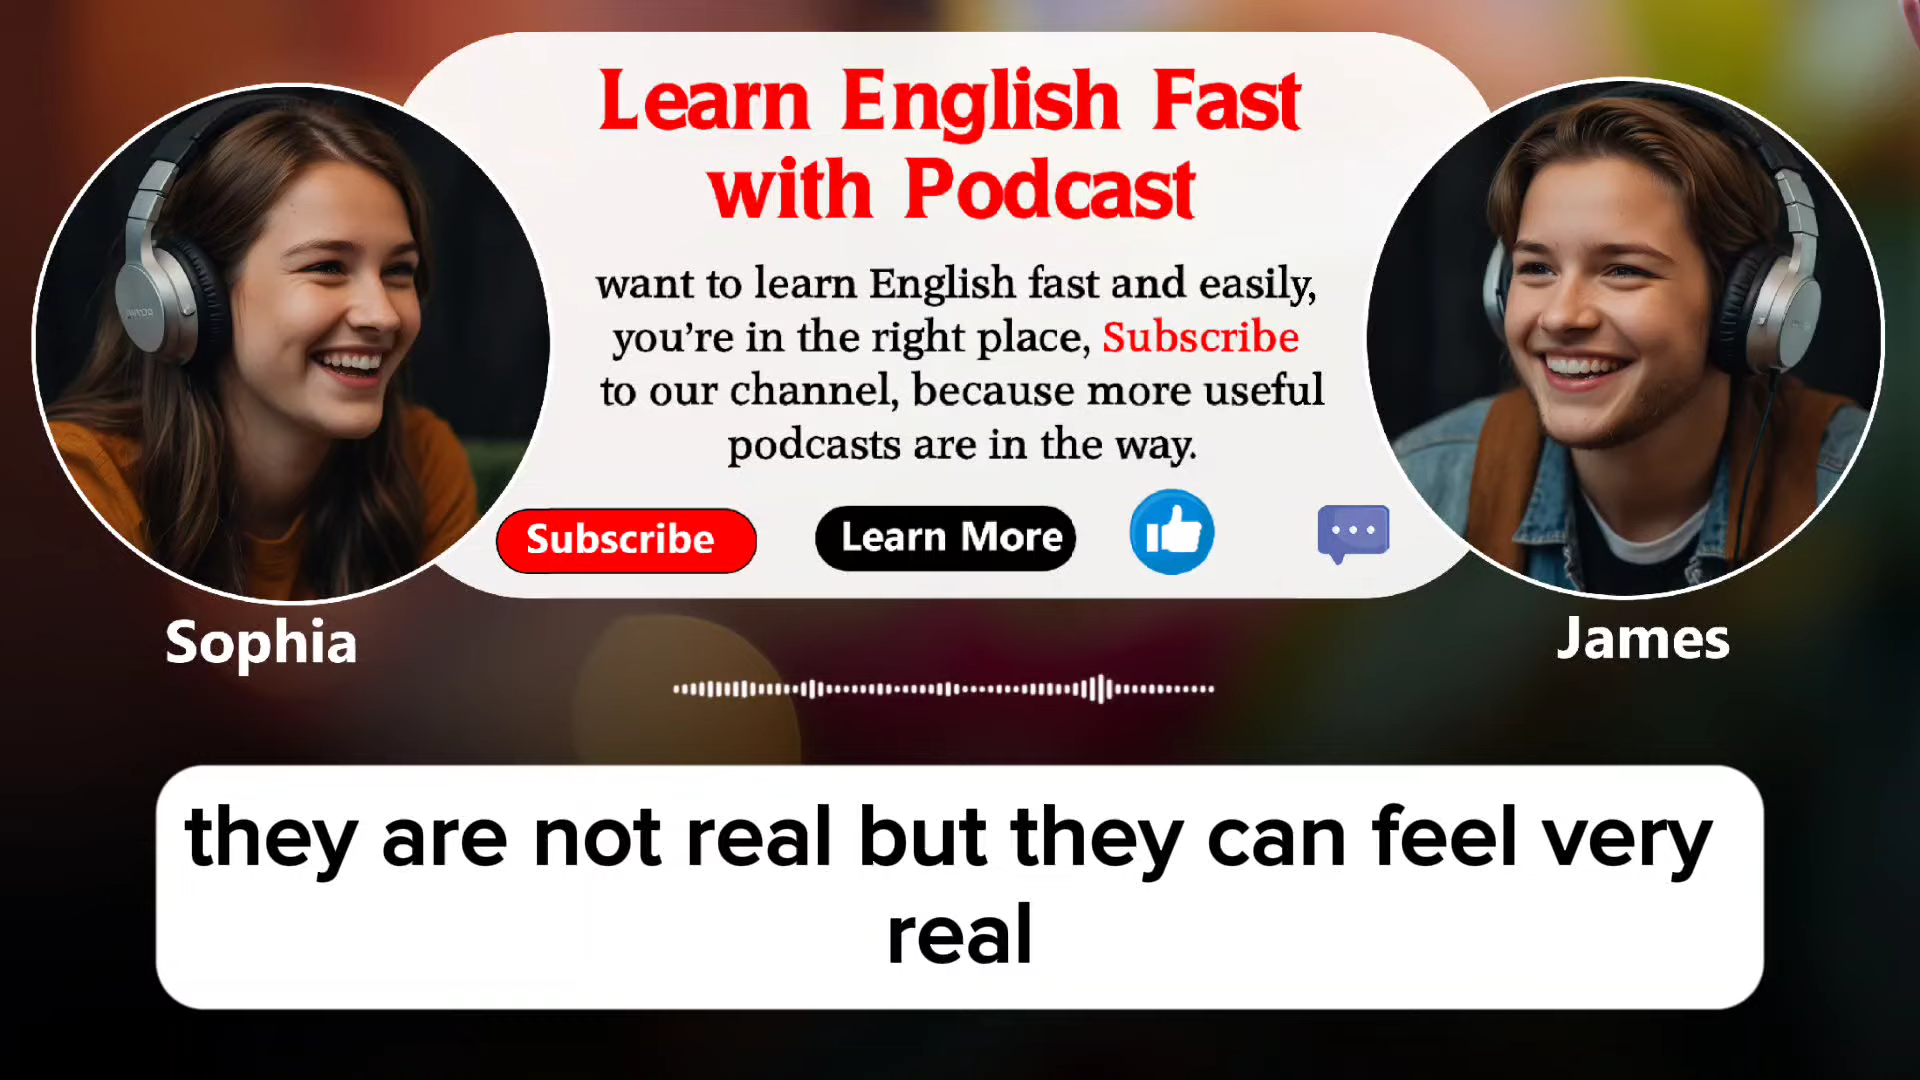 Learn English Fast
with Podcast
want to learn English fast and easily,
you're in the right place, Subscribe
to our channel, because more useful
podcasts are in the way.
Subscribe
Learn More
Sophia
James
they are not real but they can feel very
real